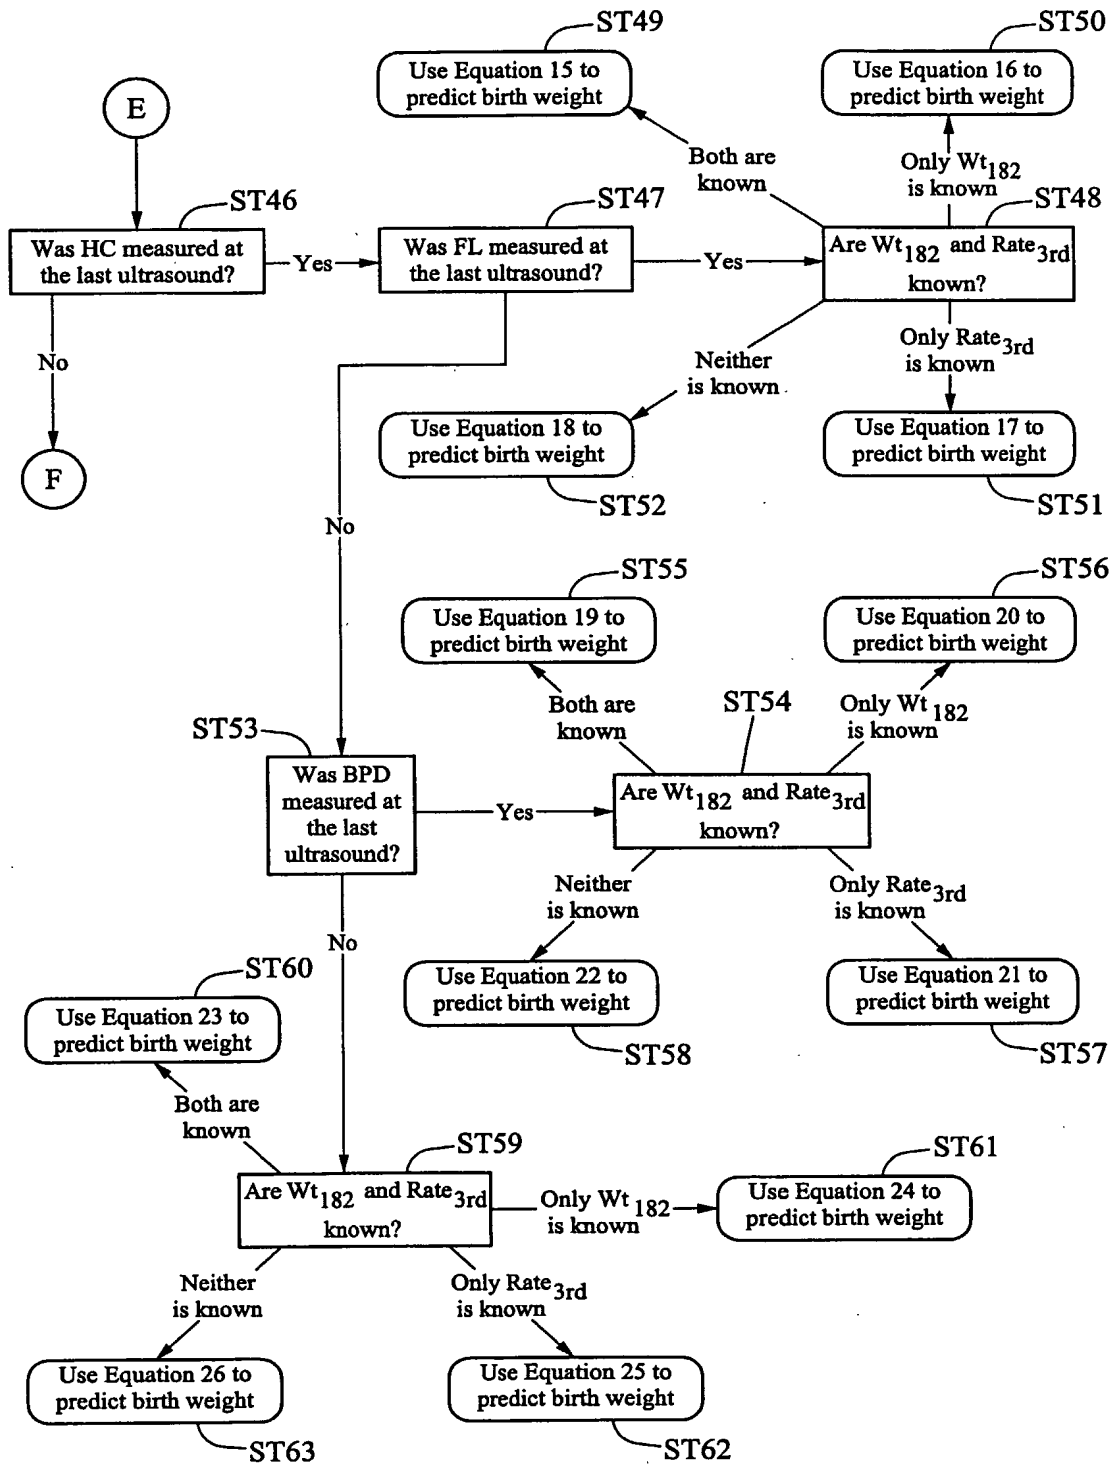 ST49
Use Equation 15 to
predict birth weight
ST50
Use Equation 16 to
predict birth weight
E
Both are
known
Only Wt182
is known
ST46
Was HC measured at
the last ultrasound?
Yes
ST47
Was FL measured at
the last ultrasound?
Yes
ST48
Are Wt182 and Rate3rd
known?
No
F
Neither
is known
Only Rate3rd
is known
Use Equation 18 to
predict birth weight
ST52
Use Equation 17 to
predict birth weight
ST51
No
ST55
Use Equation 19 to
predict birth weight
ST56
Use Equation 20 to
predict birth weight
Both are
known
ST54
Only Wt182
is known
ST53
Was BPD
measured at
the last
ultrasound?
Yes
Are Wt182 and Rate3rd
known?
Neither
is known
Only Rate3rd
is known
No
Use Equation 22 to
predict birth weight
ST58
Use Equation 21 to
predict birth weight
ST57
ST60
Use Equation 23 to
predict birth weight
Both are
known
ST59
Are Wt182 and Rate3rd
known?
Only Wt182
is known
ST61
Use Equation 24 to
predict birth weight
Neither
is known
Only Rate3rd
is known
Use Equation 26 to
predict birth weight
ST63
Use Equation 25 to
predict birth weight
ST62